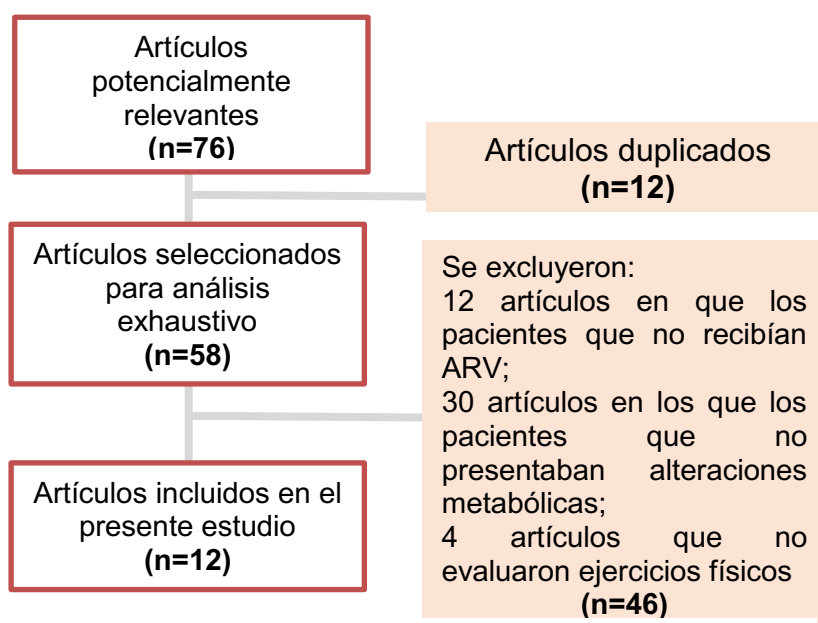 Artículos
potencialmente
relevantes
(n=76)
Artículos duplicados
(n=12)
Artículos seleccionados
para análisis
exhaustivo
(n=58)
Se excluyeron:
12 artículos en que los
pacientes que no recibían
ARV;
30 artículos en los que los
pacientes que no
presentaban alteraciones
metabólicas;
4 artículos que no
evaluaron ejercicios físicos
(n=46)
Artículos incluidos en el
presente estudio
(n=12)